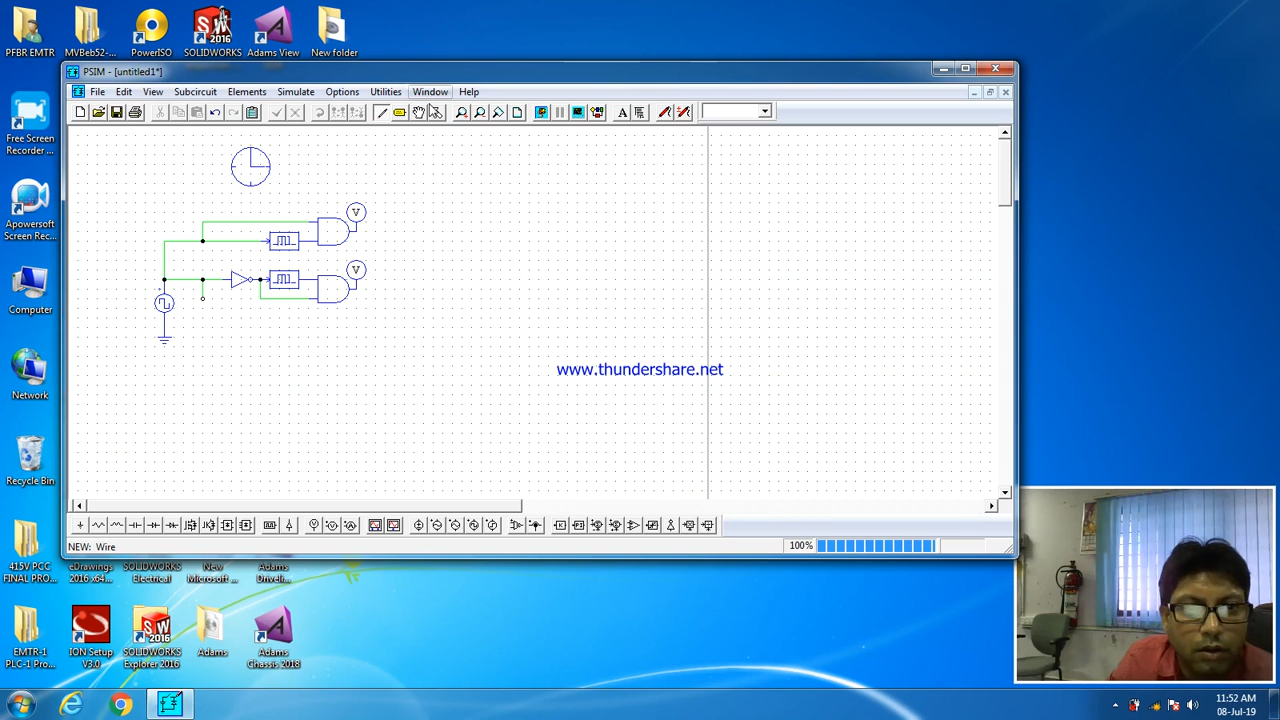 PFBR EMTR
MVBeb52-...
PowerISO
SOLIDWORKS 2016
Adams View
New folder
PSIM - [untitled1*]
File Edit View Subcircuit Elements Simulate Options Utilities Window Help
V
V
www.thundershare.net
NEW: Wire
100%
Free Screen Recorder ...
Apowersoft Screen Rec...
Computer
Network
Recycle Bin
415V PCC FINAL PRO...
eDrawings 2016 x64...
SOLIDWORKS Electrical
New Microsoft ...
Adams Driveli...
EMTR-1 PLC-1 Pro...
ION Setup V3.0
SOLIDWORKS Explorer 2016
Adams
Adams Chassis 2018
11:52 AM
08-Jul-19